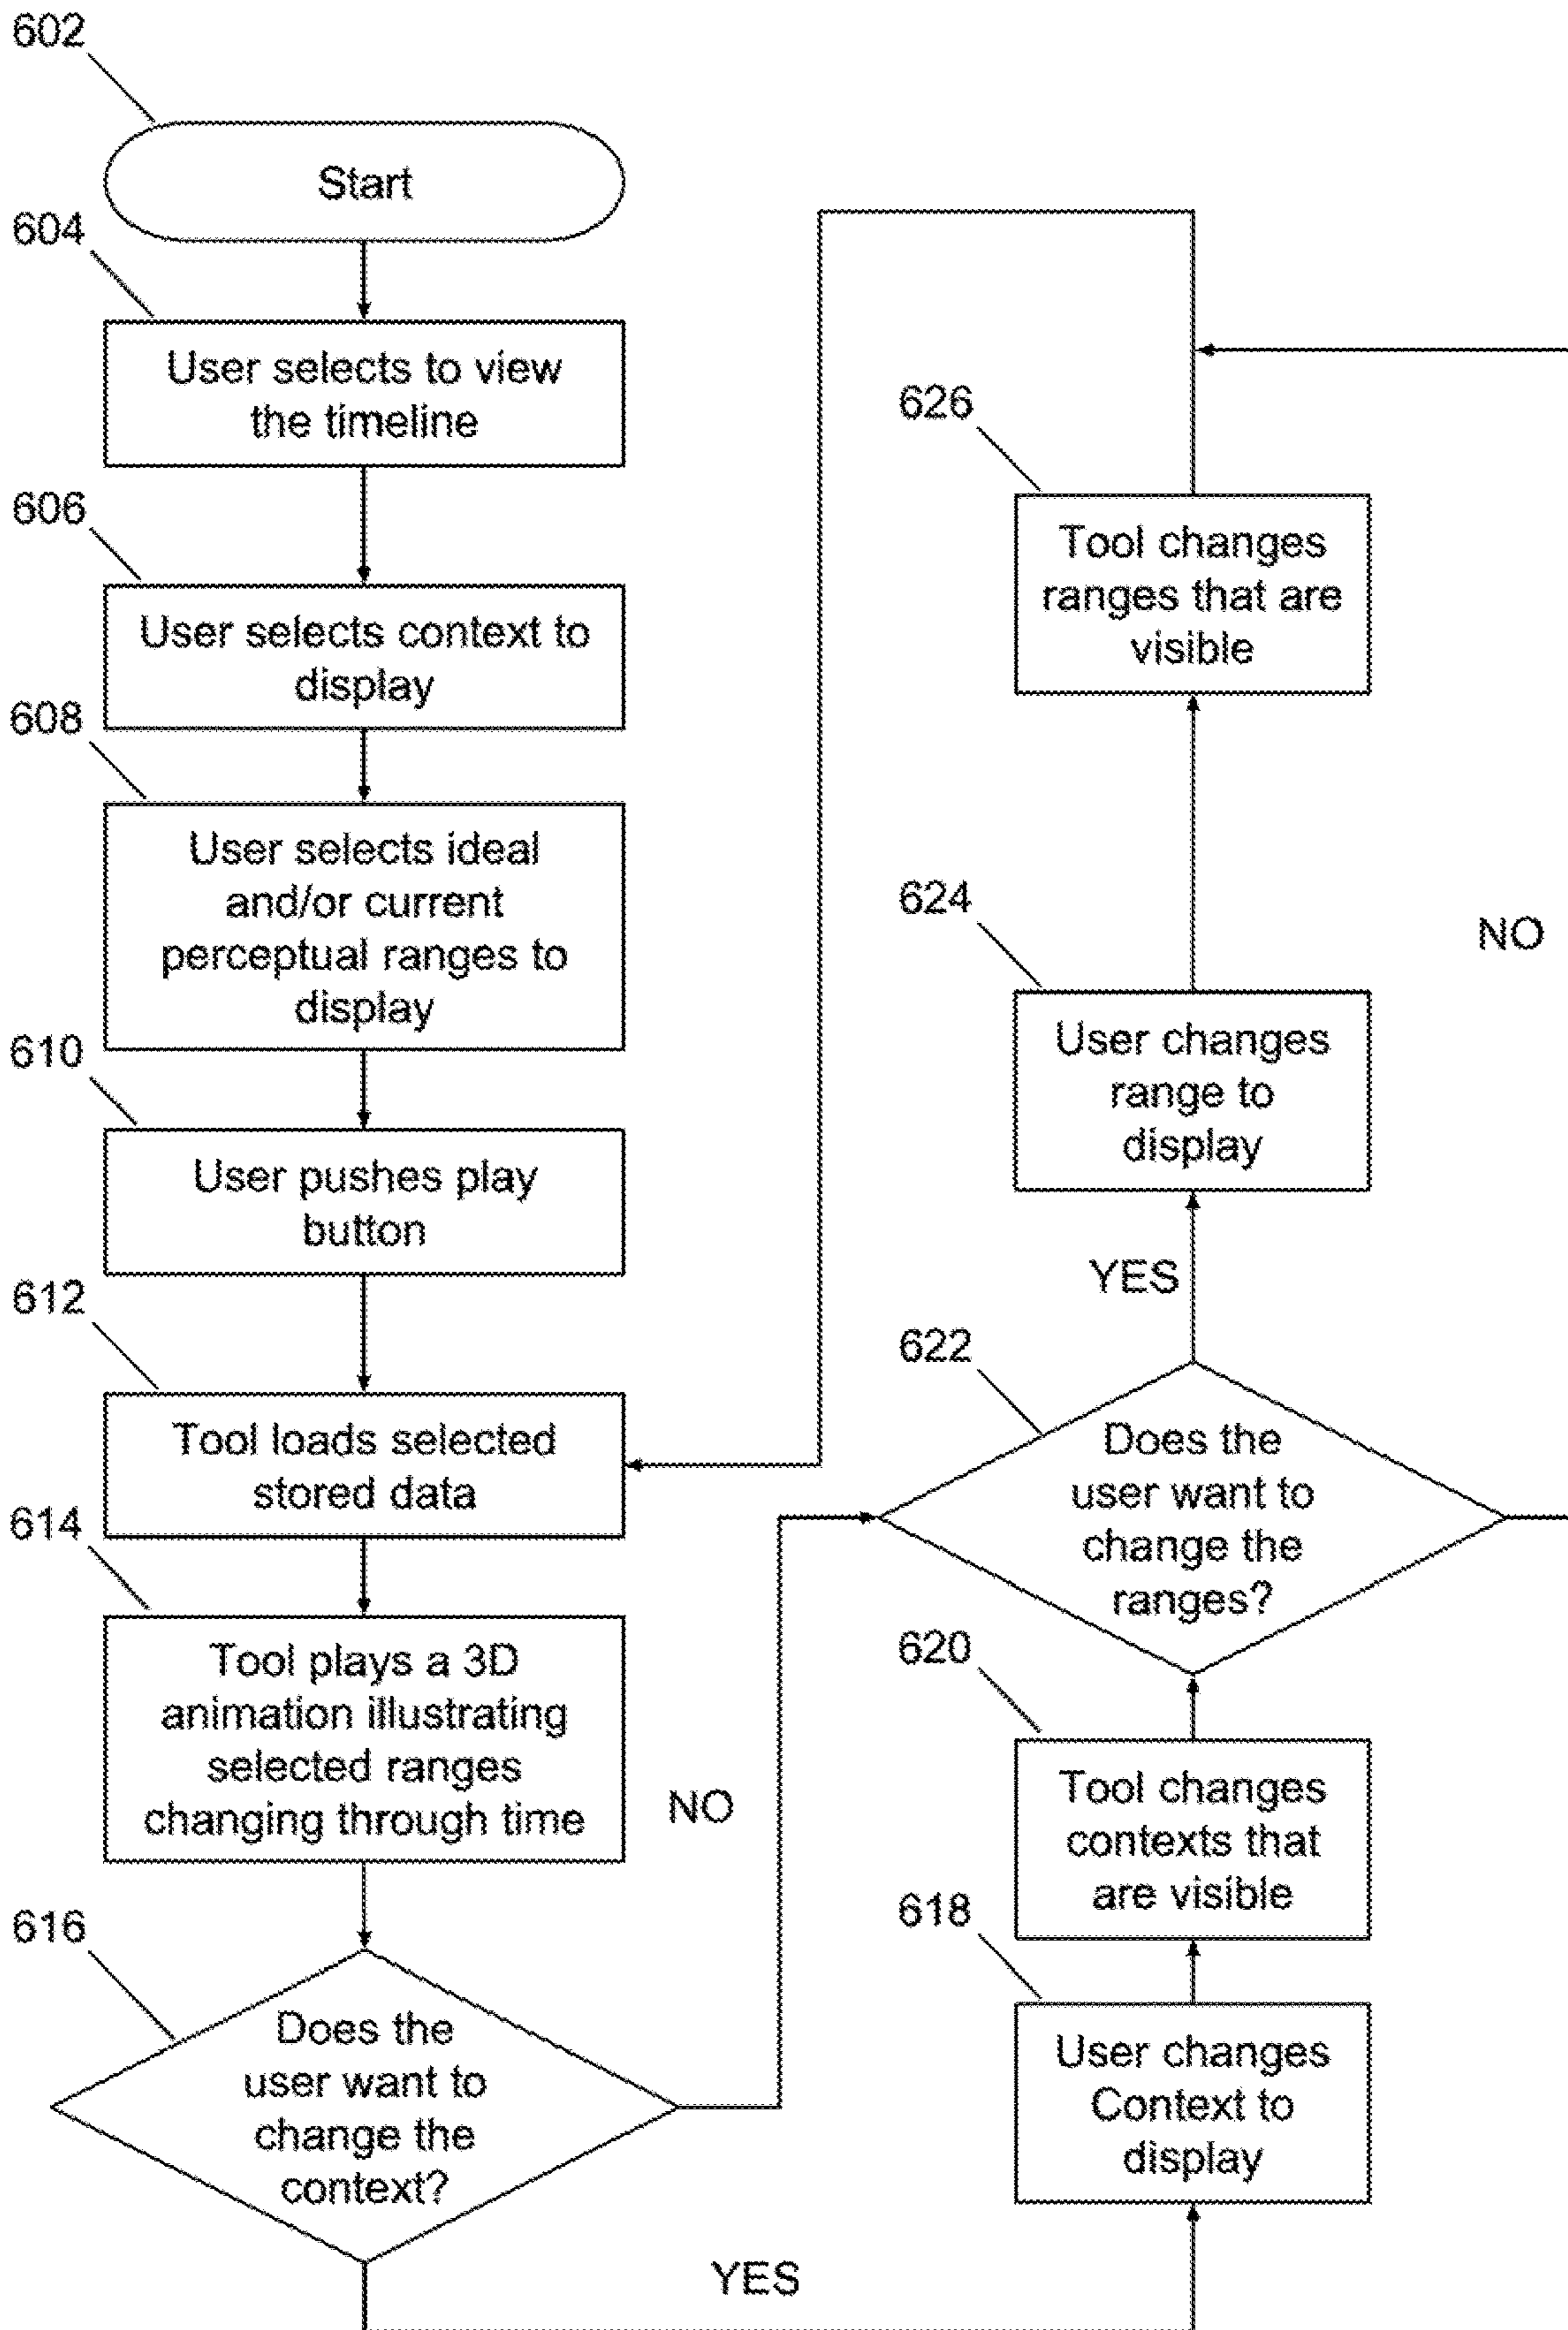 602
Start
604
User selects to view
the timeline
606
User selects context to
display
608
User selects ideal
and/or current
perceptual ranges to
display
610
User pushes play
button
612
Tool loads selected
stored data
614
Tool plays a 3D
animation illustrating
selected ranges
changing through time
NO
616
Does the
user want to
change the
context?
YES
626
Tool changes
ranges that are
visible
624
User changes
range to
display
NO
YES
622
Does the
user want to
change the
ranges?
620
Tool changes
contexts that
are visible
618
User changes
Context to
display